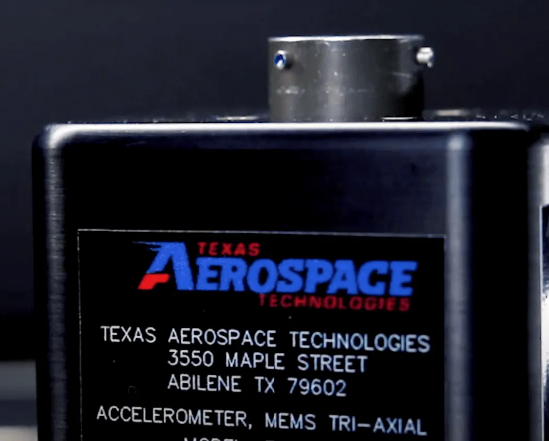 TEXAS
AEROSPACE
TECHNOLOGIES
TEXAS AEROSPACE TECHNOLOGIES
3550 MAPLE STREET
ABILENE TX 79602
ACCELEROMETER, MEMS TRI-AXIAL